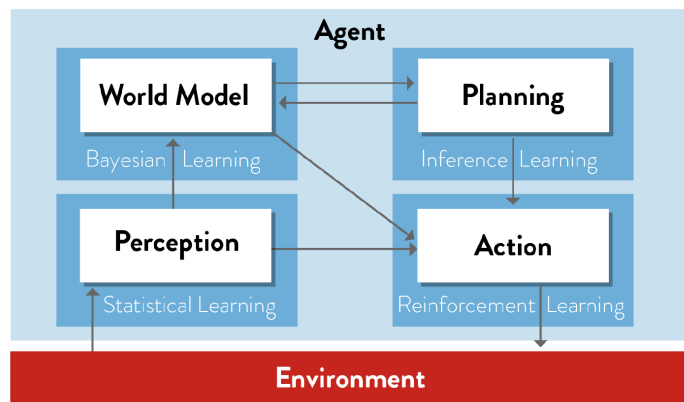 Agent
World Model
Planning
Bayesian Learning
Inference Learning
Perception
Action
Statistical Learning
Reinforcement Learning
Environment